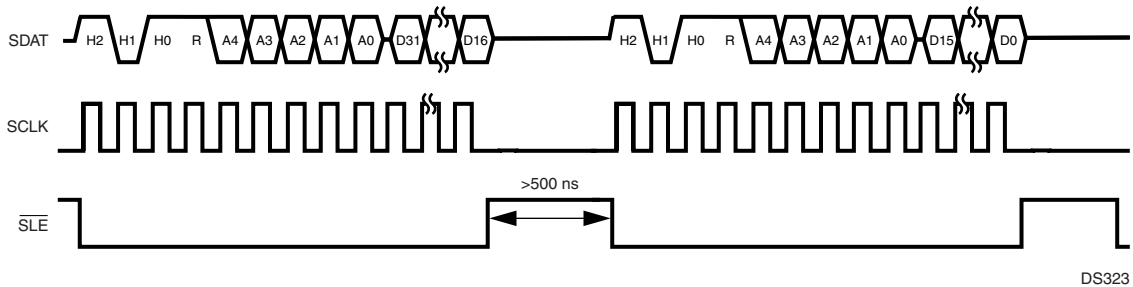 SDAT H2 H1 H0 R A4 A3 A2 A1 A0 D31 D16 H2 H1 H0 R A4 A3 A2 A1 A0 D15 D0
SCLK
>500 ns
SLE
DS323